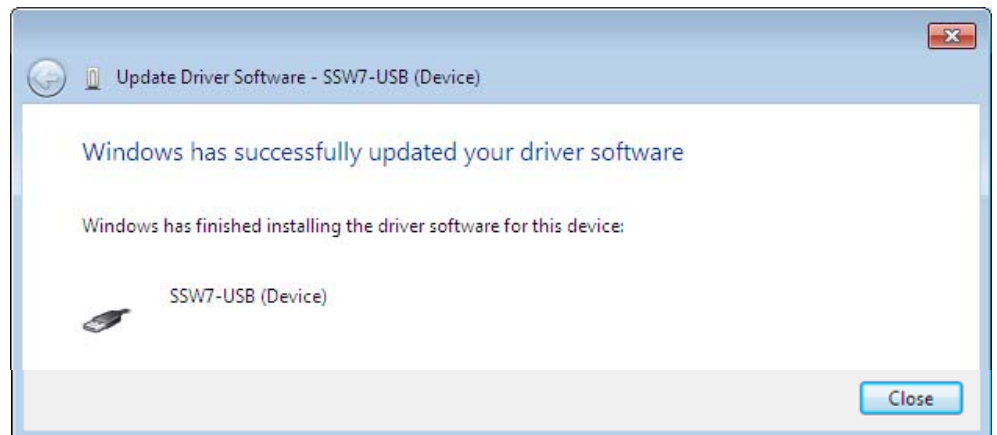 Update Driver Software - SSW7-USB (Device)
Windows has successfully updated your driver software
Windows has finished installing the driver software for this device:
SSW7-USB (Device)
Close